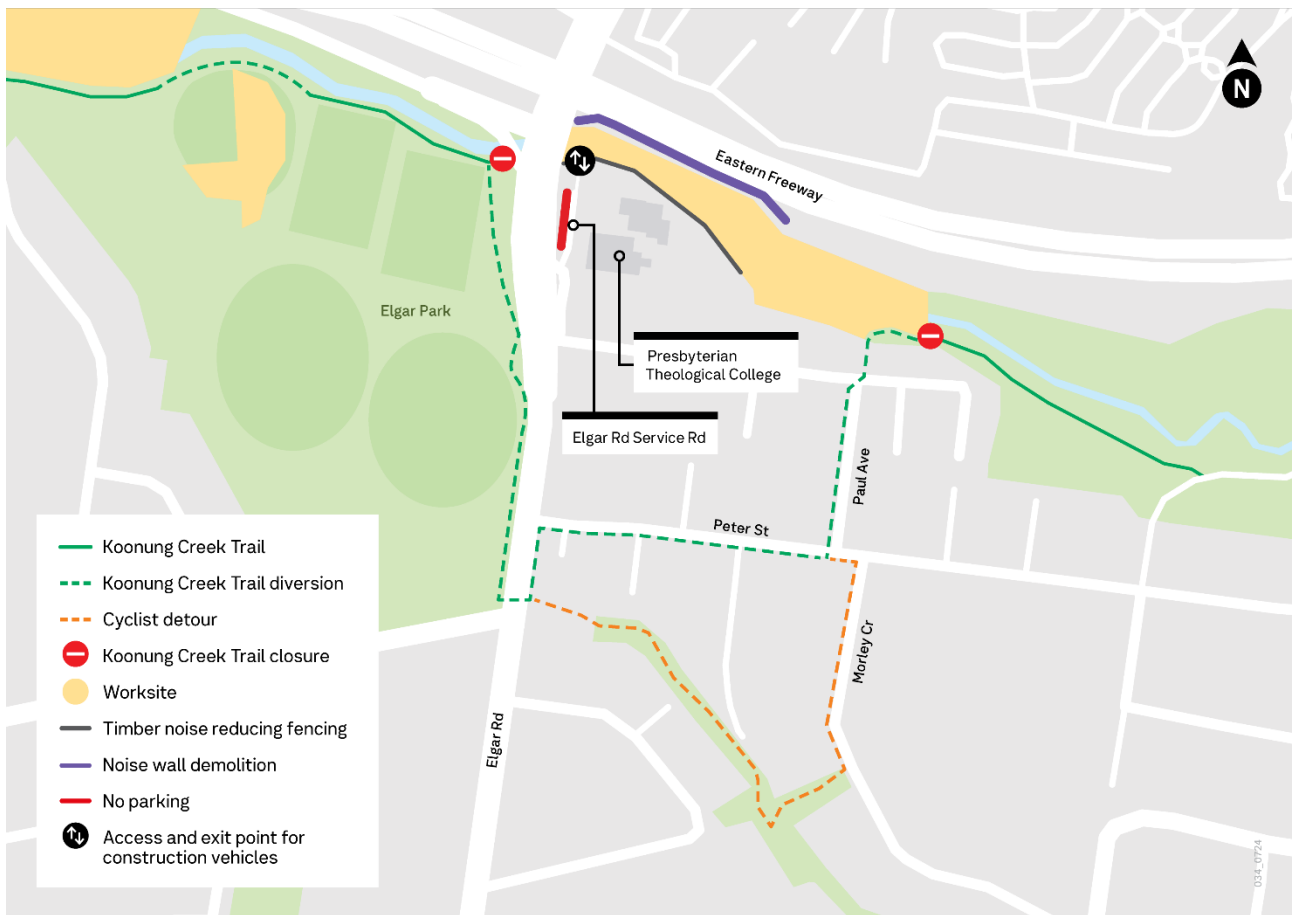 N
Eastern Freeway
Elgar Park
Presbyterian
Theological College
Elgar Rd Service Rd
Paul Ave
Peter St
Morley Cr
Elgar Rd
Koonung Creek Trail
Koonung Creek Trail diversion
Cyclist detour
Koonung Creek Trail closure
Worksite
Timber noise reducing fencing
Noise wall demolition
No parking
Access and exit point for
construction vehicles
034_0724